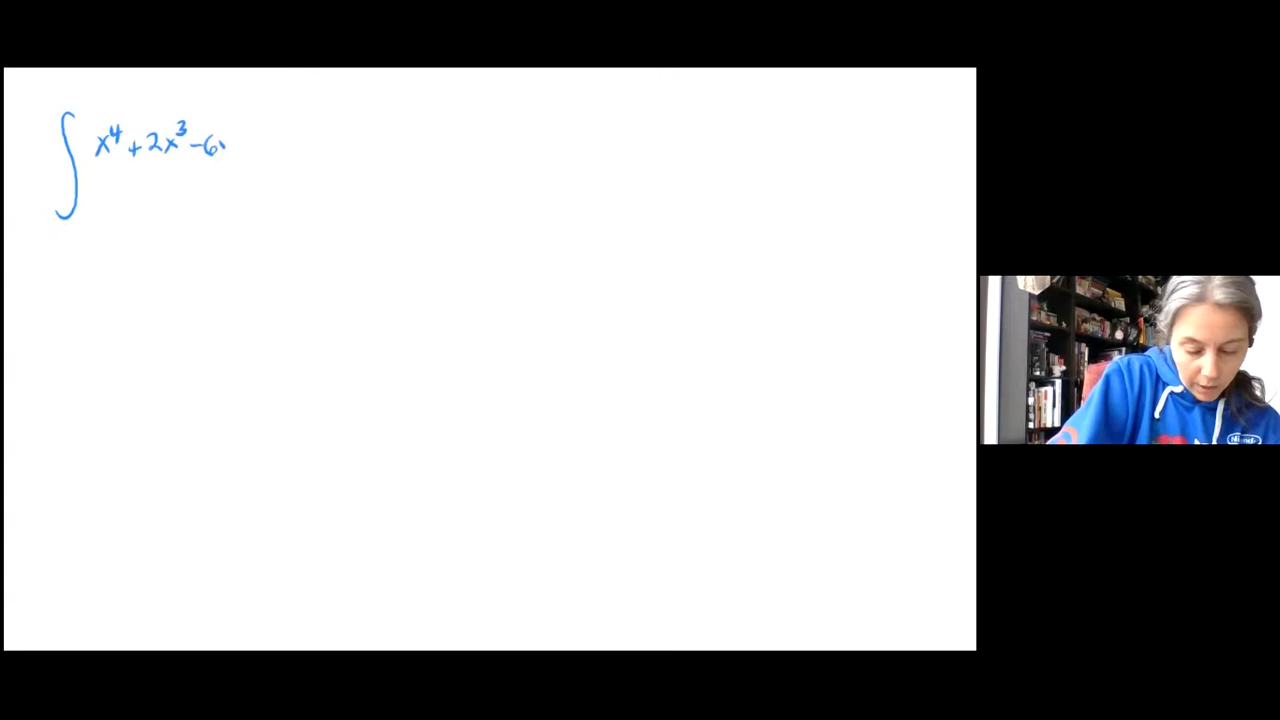 ∫ x⁴ + 2x³ - 6